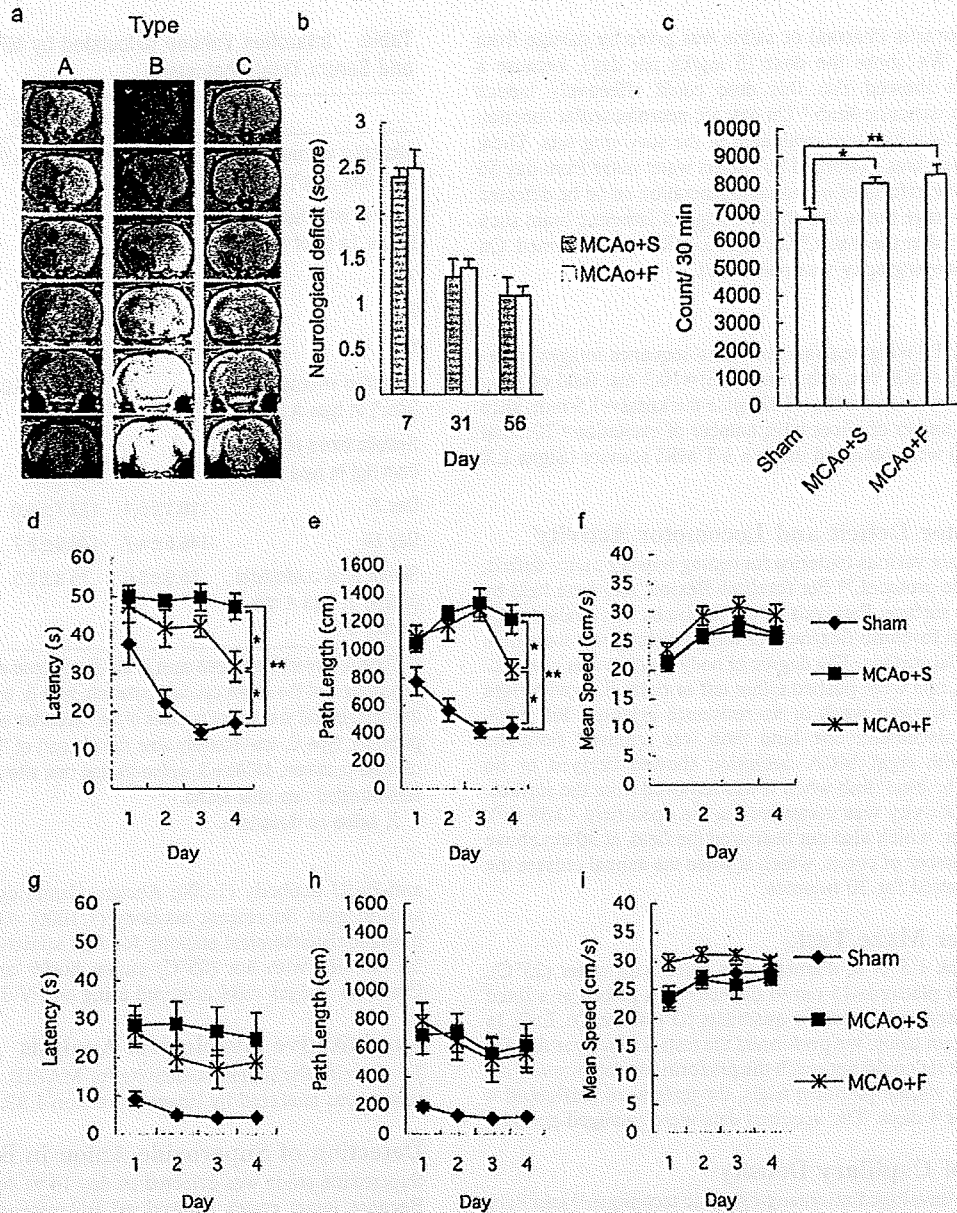 a
Type
A B C
b
Neurological deficit (score)
3
2.5
2
1.5
1
0.5
0
7 31 56
Day
MCAo+S
MCAo+F
c
Count/ 30 min
10000
9000
8000
7000
6000
5000
4000
3000
2000
1000
0
*
**
Sham
MCAo+S
MCAo+F
d
Latency (s)
60
50
40
30
20
10
0
*
*
**
1 2 3 4
Day
e
Path Length (cm)
1600
1400
1200
1000
800
600
400
200
0
*
*
**
1 2 3 4
Day
f
Mean Speed (cm/s)
40
35
30
25
20
15
10
5
0
1 2 3 4
Day
Sham
MCAo+S
MCAo+F
g
Latency (s)
60
50
40
30
20
10
0
1 2 3 4
Day
h
Path Length (cm)
1600
1400
1200
1000
800
600
400
200
0
1 2 3 4
Day
i
Mean Speed (cm/s)
40
35
30
25
20
15
10
5
0
1 2 3 4
Day
Sham
MCAo+S
MCAo+F